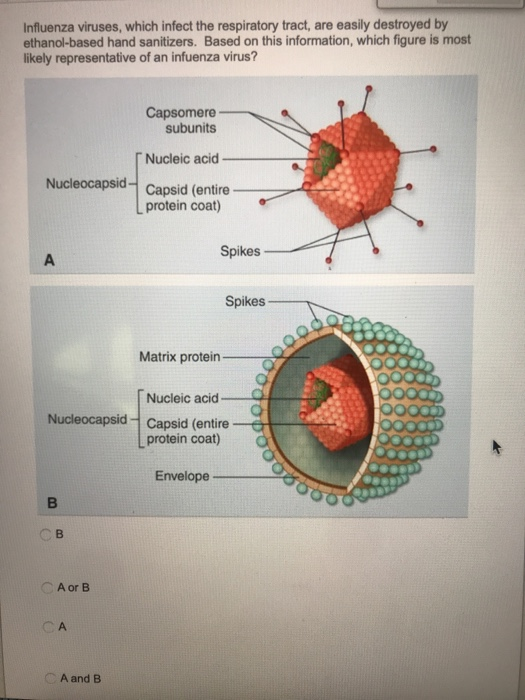 Influenza viruses, which infect the respiratory tract, are easily destroyed by
ethanol-based hand sanitizers. Based on this information, which figure is most
likely representative of an infuenza virus?
Capsomere
subunits
Nucleic acid
Nucleocapsid
Capsid (entire
protein coat)
Spikes
A
Spikes
Matrix protein
Nucleic acid
Nucleocapsid
Capsid (entire
protein coat)
Envelope
B
B
A or B
A
A and B